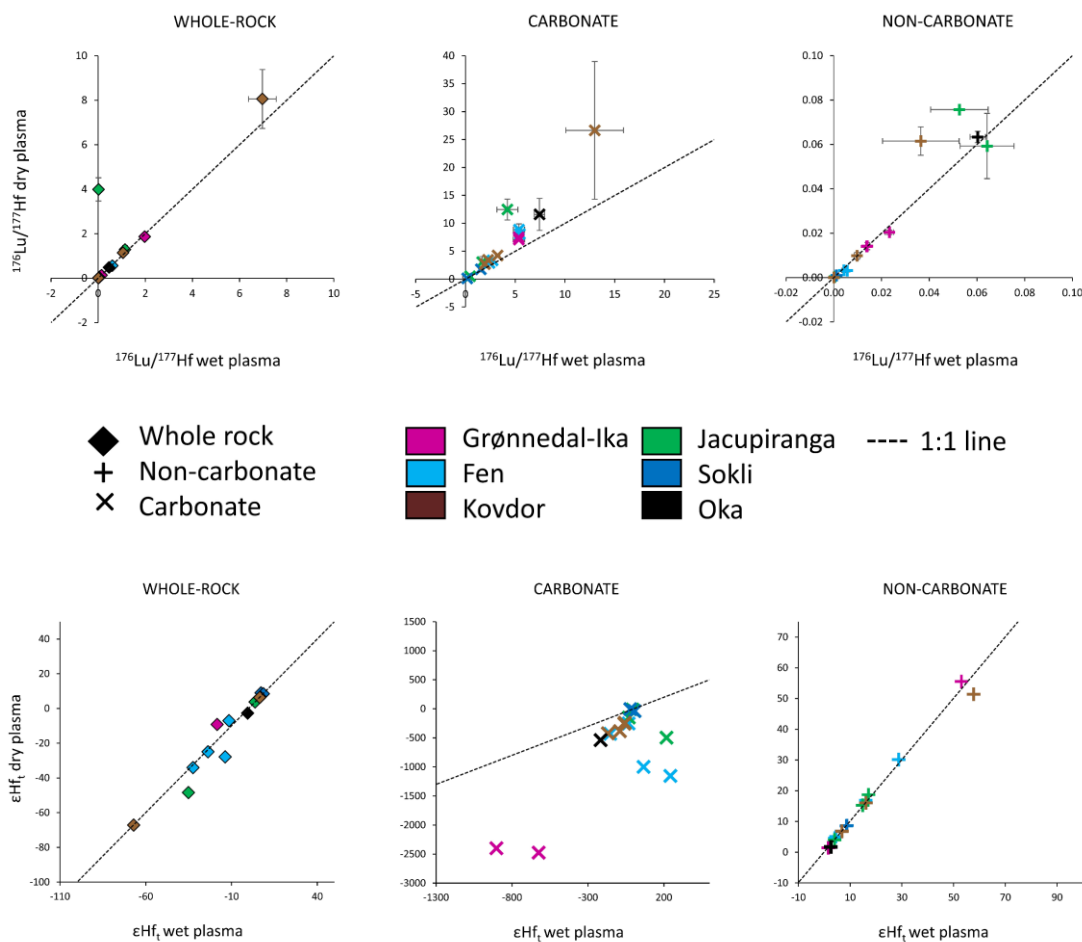 WHOLE-ROCK
CARBONATE
NON-CARBONATE
¹⁷⁶Lu/¹⁷⁷Hf dry plasma
10
8
6
4
2
0
-2
-2 0 2 4 6 8 10
¹⁷⁶Lu/¹⁷⁷Hf wet plasma
40
35
30
25
20
15
10
5
0
-5
-5 0 5 10 15 20 25
¹⁷⁶Lu/¹⁷⁷Hf wet plasma
0.10
0.08
0.06
0.04
0.02
0.00
-0.02
-0.02 0.00 0.02 0.04 0.06 0.08 0.10
¹⁷⁶Lu/¹⁷⁷Hf wet plasma
Whole rock
Non-carbonate
Carbonate
Grønnedal-Ika
Fen
Kovdor
Jacupiranga
Sokli
Oka
1:1 line
WHOLE-ROCK
CARBONATE
NON-CARBONATE
εHfₜ dry plasma
40
20
0
-20
-40
-60
-80
-100
-110 -60 -10 40
εHfₜ wet plasma
1500
1000
500
0
-500
-1000
-1500
-2000
-2500
-3000
-1300 -800 -300 200
εHfₜ wet plasma
70
60
50
40
30
20
10
0
-10
-10 10 30 50 70 90
εHfₜ wet plasma